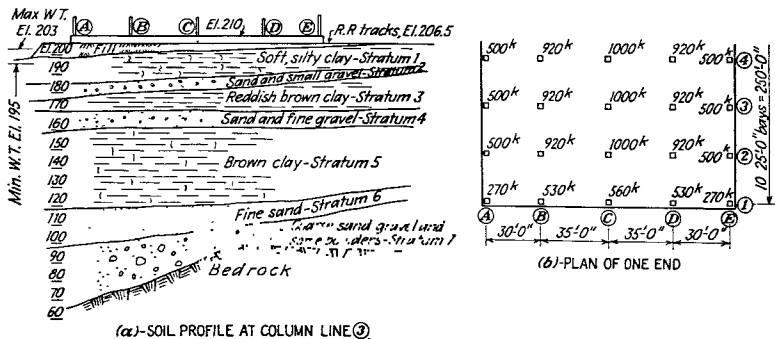 Max W.T.
El. 203
Ⓐ Ⓑ Ⓒ El.210 Ⓓ Ⓔ
R.R tracks, El.206.5
El.200 Fill
Soft, silty clay-Stratum 1
190
Sand and small gravel-Stratum 2
180
Reddish brown clay-Stratum 3
170
Sand and fine gravel-Stratum 4
160
Min. W.T. El. 195
150
140
Brown clay-Stratum 5
130
120
Fine sand-Stratum 6
110
sand gravel and
100
90
Bedrock
80
70
60
(a)-SOIL PROFILE AT COLUMN LINE ③
500ᵏ 920ᵏ 1000ᵏ 920ᵏ 500ᵏ ④
500ᵏ 920ᵏ 1000ᵏ 920ᵏ 500ᵏ ③
500ᵏ 920ᵏ 1000ᵏ 920ᵏ 500ᵏ ②
270ᵏ 530ᵏ 560ᵏ 530ᵏ 270ᵏ ①
10 25'-0" bays = 250'-0"
Ⓐ Ⓑ Ⓒ Ⓓ Ⓔ
30'-0" 35'-0" 35'-0" 30'-0"
(b)-PLAN OF ONE END